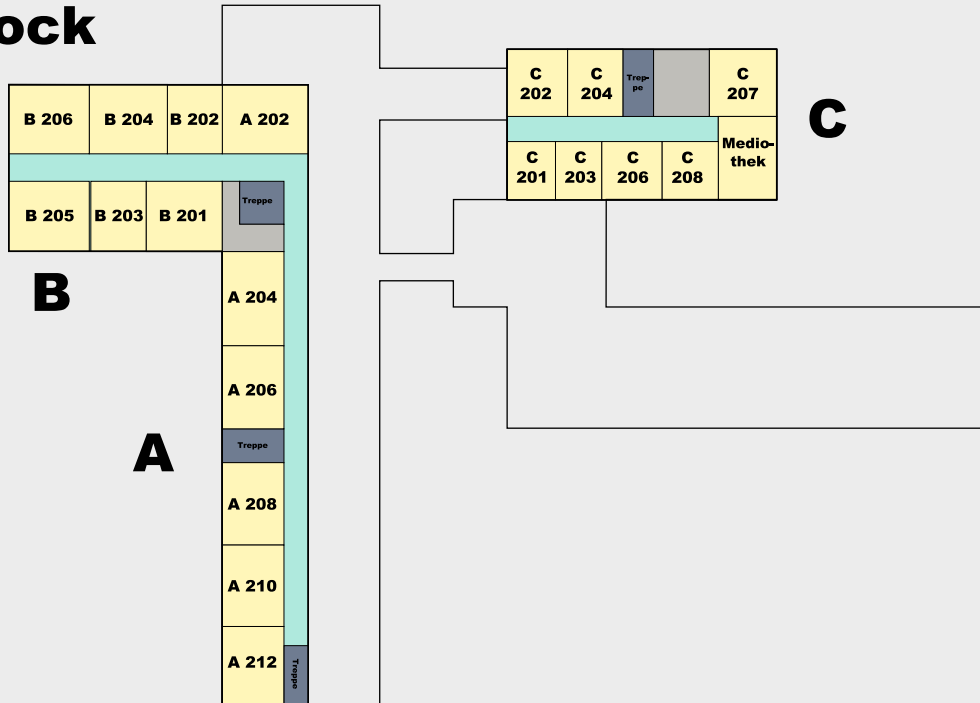 ock
B 206
B 204
B 202
A 202
Treppe
B 205
B 203
B 201
B
A 204
A 206
Treppe
A
A 208
A 210
A 212
Treppe
C
202
C
204
Trep-
pe
C
207
C
Medio-
thek
C
201
C
203
C
206
C
208